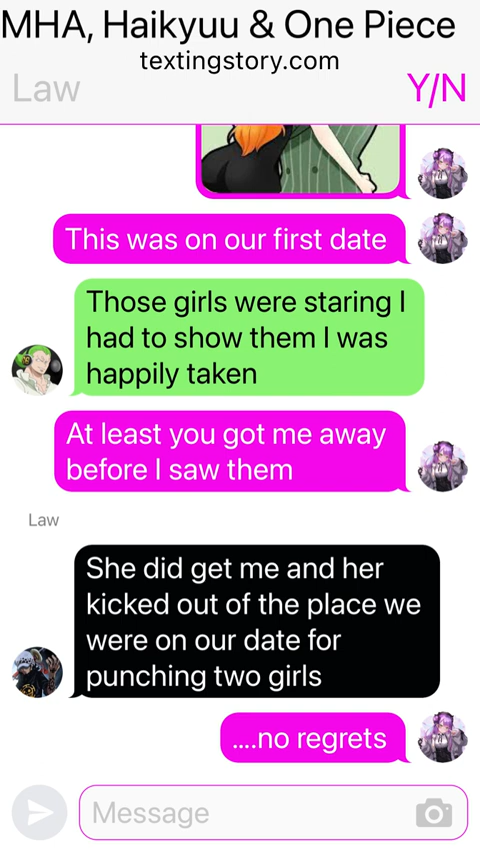 MHA, Haikyuu & One Piece
textingstory.com
Law
Y/N
This was on our first date
Those girls were staring I
had to show them I was
happily taken
At least you got me away
before I saw them
Law
She did get me and her
kicked out of the place we
were on our date for
punching two girls
....no regrets
Message